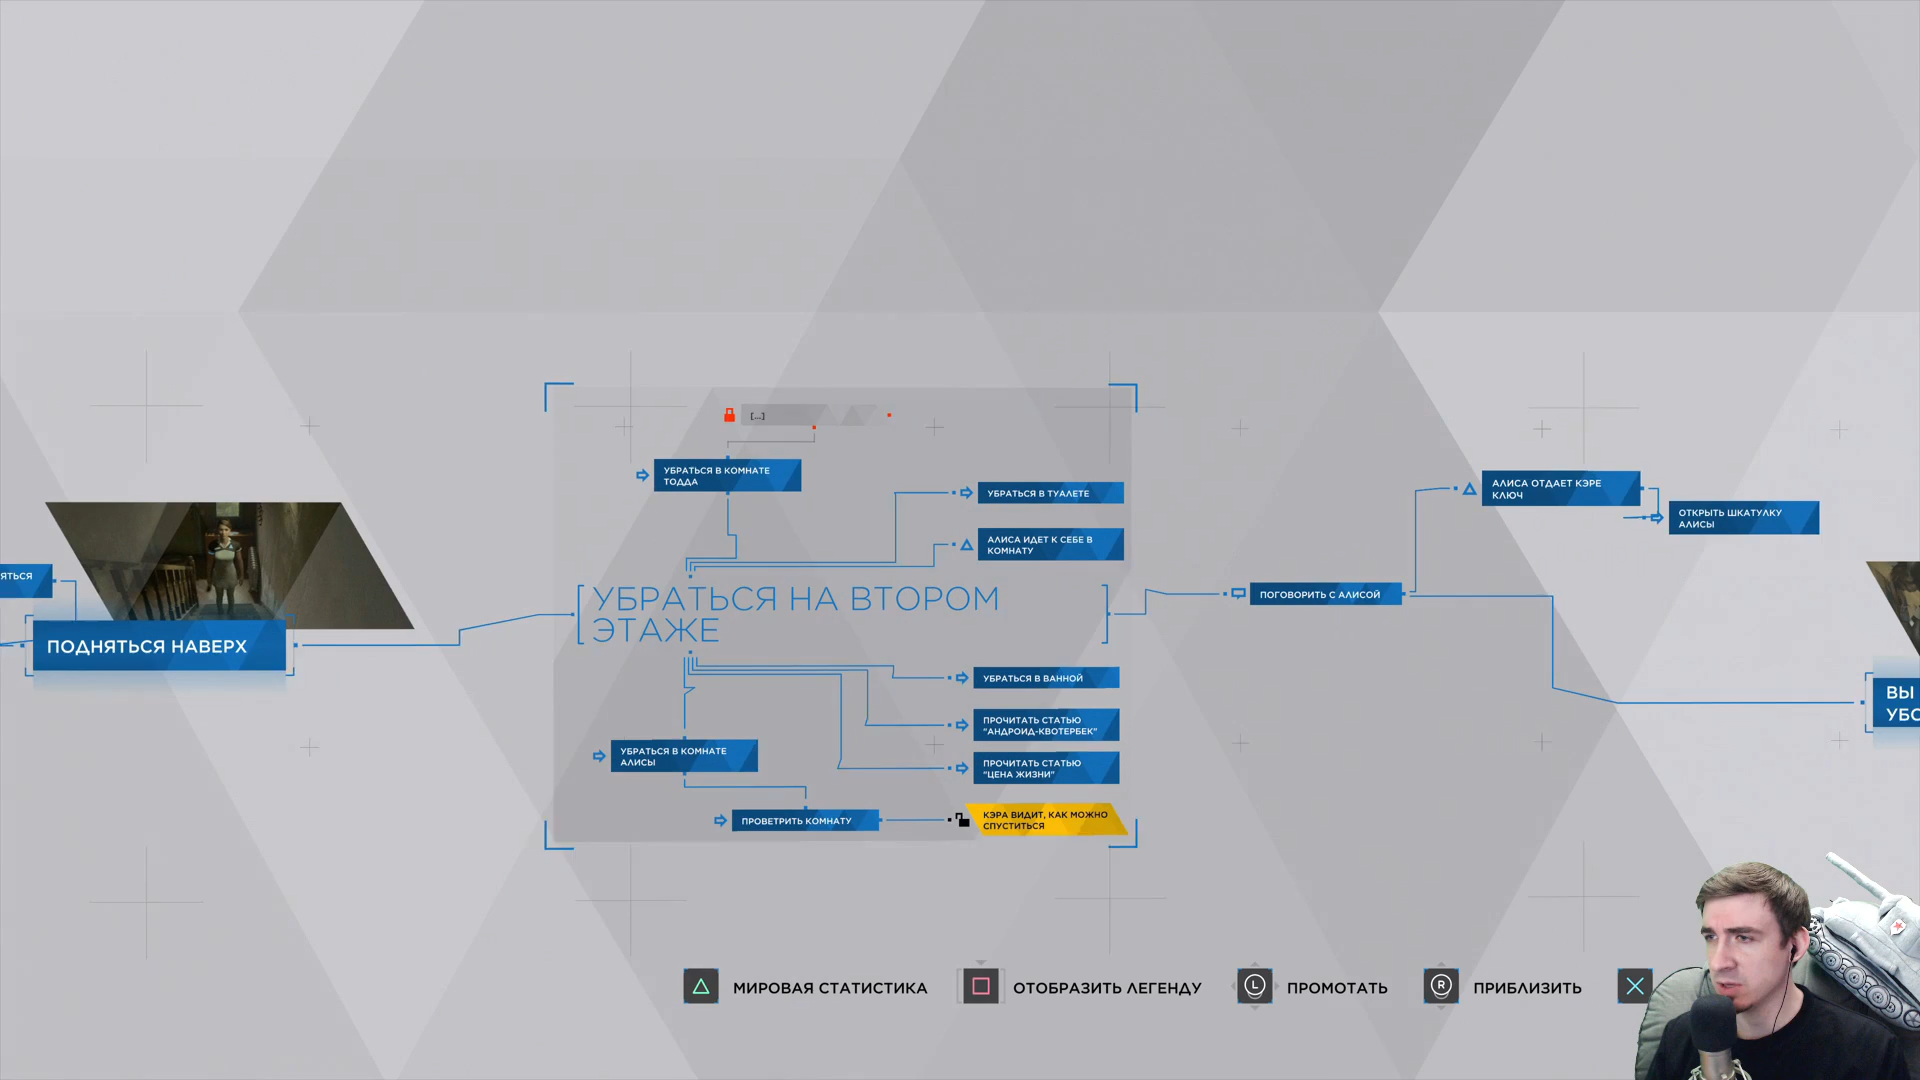 [...]
УБРАТЬСЯ В КОМНАТЕ
ТОДДА
УБРАТЬСЯ В ТУАЛЕТЕ
АЛИСА ИДЕТ К СЕБЕ В
КОМНАТУ
АЛИСА ОТДАЕТ КЭРЕ
КЛЮЧ
ОТКРЫТЬ ШКАТУЛКУ
АЛИСЫ
ЯТЬСЯ
ПОДНЯТЬСЯ НАВЕРХ
УБРАТЬСЯ НА ВТОРОМ
ЭТАЖЕ
ПОГОВОРИТЬ С АЛИСОЙ
УБРАТЬСЯ В ВАННОЙ
ПРОЧИТАТЬ СТАТЬЮ
"АНДРОИД-КВОТЕРБЕК"
ПРОЧИТАТЬ СТАТЬЮ
"ЦЕНА ЖИЗНИ"
УБРАТЬСЯ В КОМНАТЕ
АЛИСЫ
ПРОВЕТРИТЬ КОМНАТУ
КЭРА ВИДИТ, КАК МОЖНО
СПУСТИТЬСЯ
ВЫ
УБО
МИРОВАЯ СТАТИСТИКА
ОТОБРАЗИТЬ ЛЕГЕНДУ
L
ПРОМОТАТЬ
R
ПРИБЛИЗИТЬ